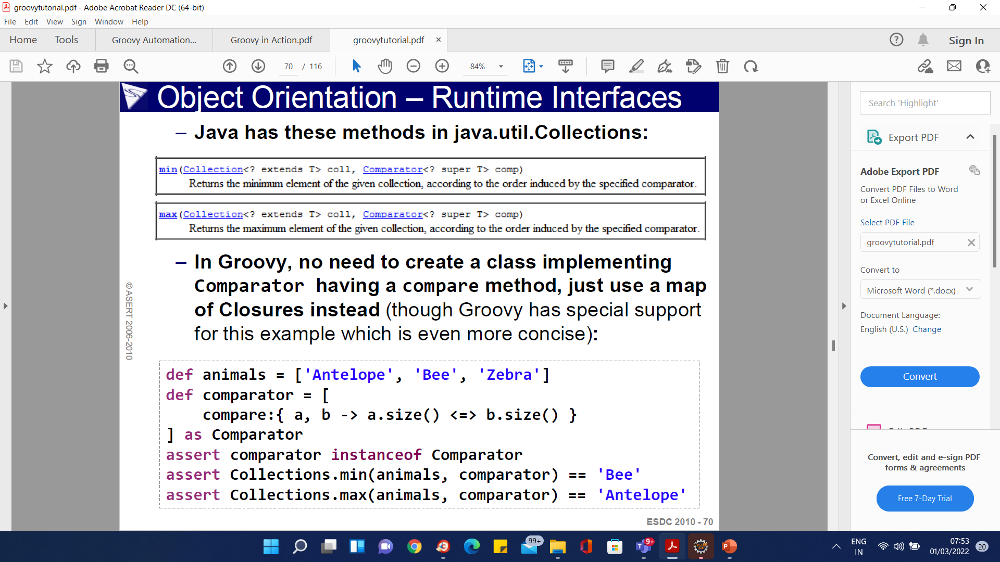 groovytutorial.pdf - Adobe Acrobat Reader DC (64-bit)
File Edit View Sign Window Help
Home Tools Groovy Automation... Groovy in Action.pdf groovytutorial.pdf × Sign In
70 / 116 84%
Object Orientation – Runtime Interfaces
– Java has these methods in java.util.Collections:
min(Collection<? extends T> coll, Comparator<? super T> comp)
Returns the minimum element of the given collection, according to the order induced by the specified comparator.
max(Collection<? extends T> coll, Comparator<? super T> comp)
Returns the maximum element of the given collection, according to the order induced by the specified comparator.
– In Groovy, no need to create a class implementing
Comparator having a compare method, just use a map
of Closures instead (though Groovy has special support
for this example which is even more concise):
def animals = ['Antelope', 'Bee', 'Zebra']
def comparator = [
compare:{ a, b -> a.size() <=> b.size() }
] as Comparator
assert comparator instanceof Comparator
assert Collections.min(animals, comparator) == 'Bee'
assert Collections.max(animals, comparator) == 'Antelope'
©ASERT 2006-2010
ESDC 2010 - 70
Search 'Highlight'
Export PDF
Adobe Export PDF
Convert PDF Files to Word
or Excel Online
Select PDF File
groovytutorial.pdf
Convert to
Microsoft Word (*.docx)
Document Language:
English (U.S.) Change
Convert
Convert, edit and e-sign PDF
forms & agreements
Free 7-Day Trial
99+
9+
ENG
IN
07:53
01/03/2022
20